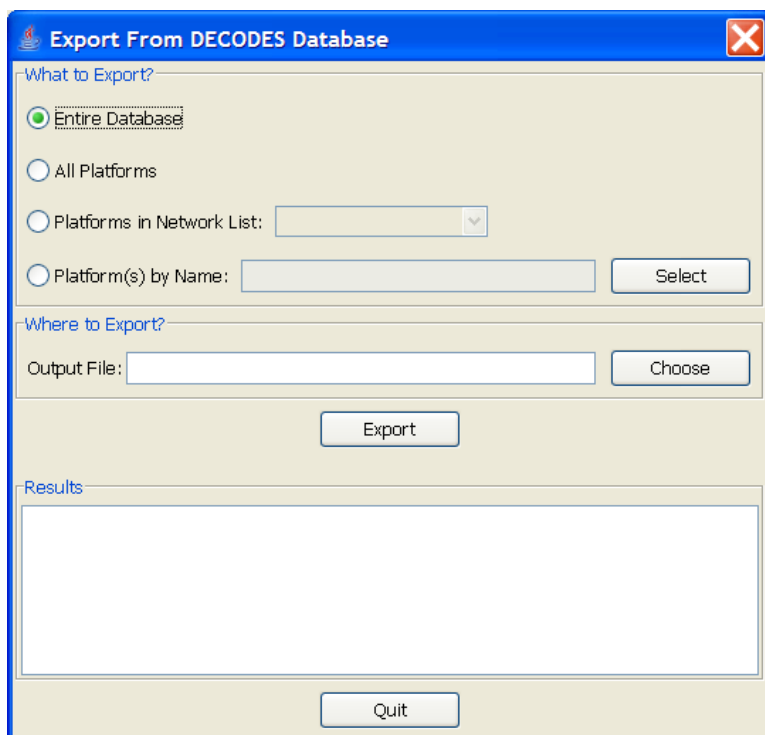 Export From DECODES Database
What to Export?
Entire Database
All Platforms
Platforms in Network List:
Platform(s) by Name:
Select
Where to Export?
Output File:
Choose
Export
Results
Quit